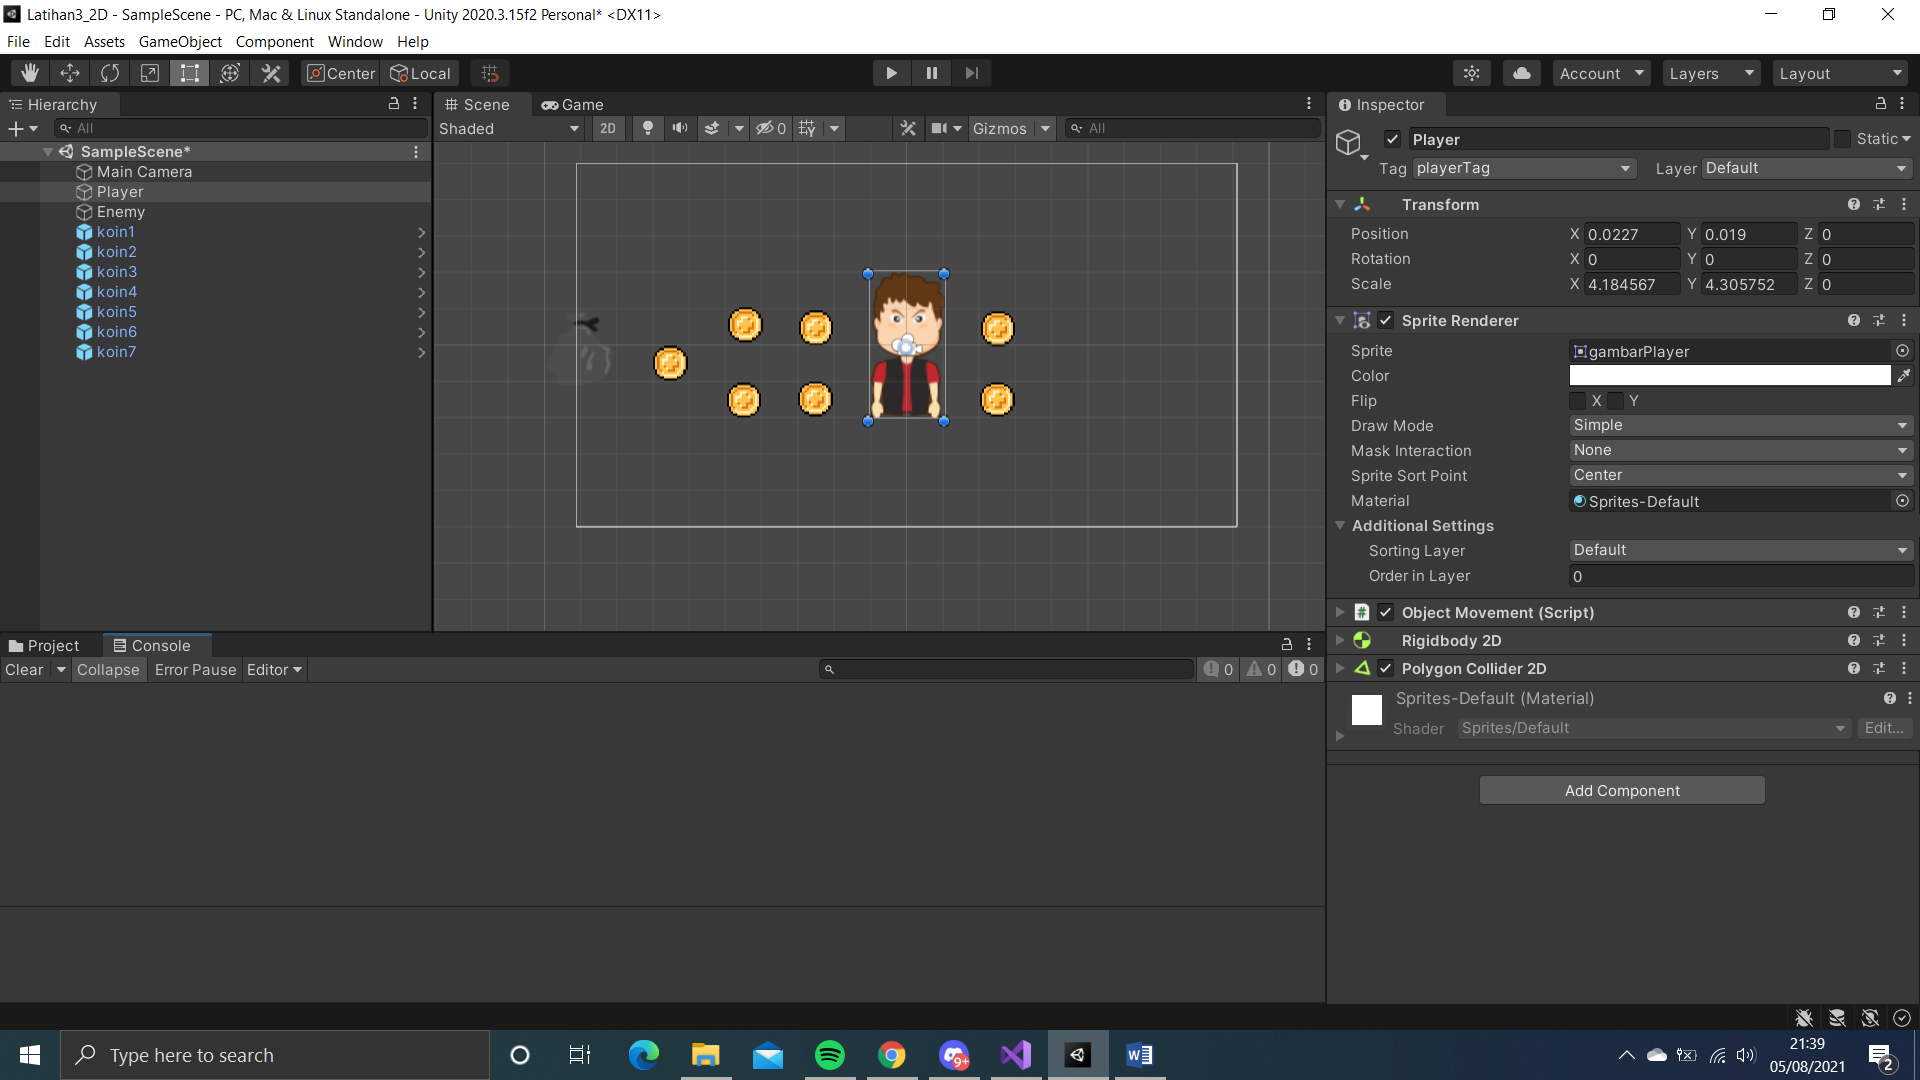 Latihan3_2D - SampleScene - PC, Mac & Linux Standalone - Unity 2020.3.15f2 Personal* <DX11>
File Edit Assets GameObject Component Window Help
Center Local Account Layers Layout
Hierarchy
All
SampleScene*
Main Camera
Player
Enemy
koin1
koin2
koin3
koin4
koin5
koin6
koin7
Scene Game
Shaded 2D 0 Gizmos All
Inspector
Player Static
Tag playerTag Layer Default
Transform
Position X 0.0227 Y 0.019 Z 0
Rotation X 0 Y 0 Z 0
Scale X 4.184567 Y 4.305752 Z 0
Sprite Renderer
Sprite gambarPlayer
Color
Flip X Y
Draw Mode Simple
Mask Interaction None
Sprite Sort Point Center
Material Sprites-Default
Additional Settings
Sorting Layer Default
Order in Layer 0
Object Movement (Script)
Rigidbody 2D
Polygon Collider 2D
Sprites-Default (Material)
Shader Sprites/Default Edit...
Add Component
Project Console
Clear Collapse Error Pause Editor 0 0 0
Type here to search
9+
21:39
05/08/2021
2